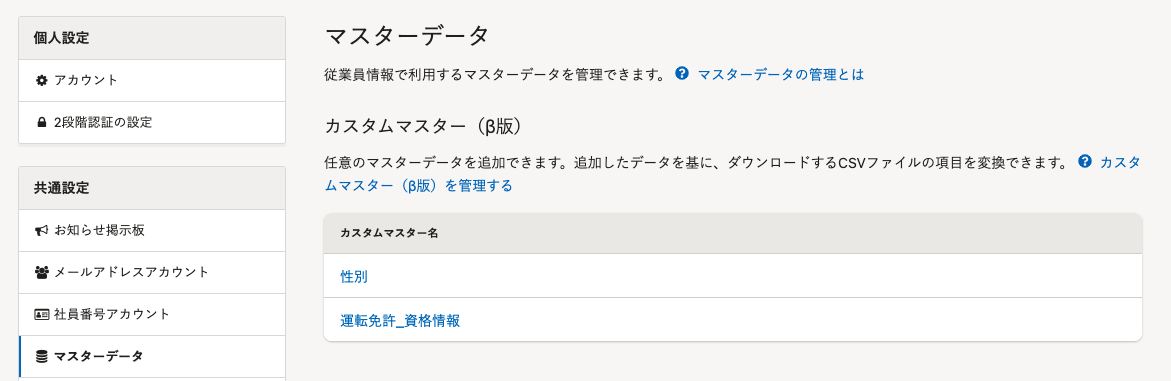 個人設定
アカウント
2段階認証の設定
共通設定
お知らせ掲示板
メールアドレスアカウント
社員番号アカウント
マスターデータ
マスターデータ
従業員情報で利用するマスターデータを管理できます。 マスターデータの管理とは
カスタムマスター（β版）
任意のマスターデータを追加できます。追加したデータを基に、ダウンロードするCSVファイルの項目を変換できます。 カスタ
ムマスター（β版）を管理する
カスタムマスター名
性別
運転免許_資格情報